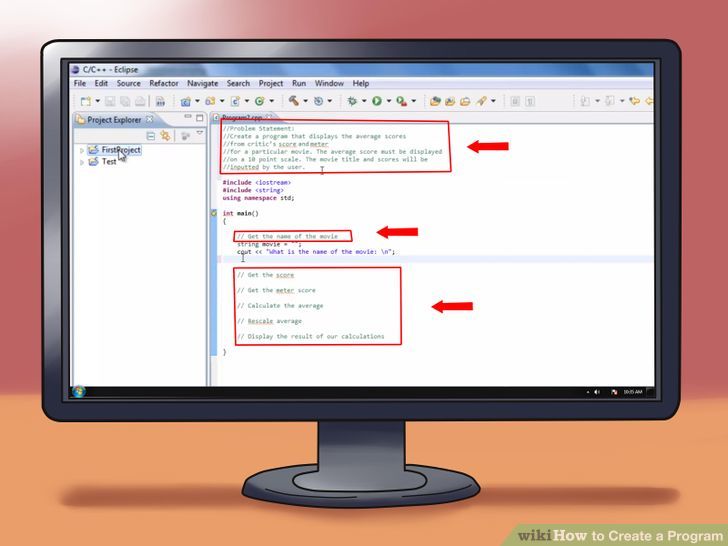 C/C++ - Eclipse
File Edit Source Refactor Navigate Search Project Run Window Help
Project Explorer
Program2.cpp
FirstProject
Test
//Problem Statement:
//Create a program that displays the average scores
//from critic's score and meter
//for a particular movie. The average score must be displayed
//on a 10 point scale. The movie title and scores will be
//inputted by the user.
#include <iostream>
#include <string>
using namespace std;
int main()
{
// Get the name of the movie
string movie = "";
cout << "What is the name of the movie: \n";
// Get the score
// Get the meter score
// Calculate the average
// Rescale average
// Display the result of our calculations
}
10:35 AM
wikiHow to Create a Program